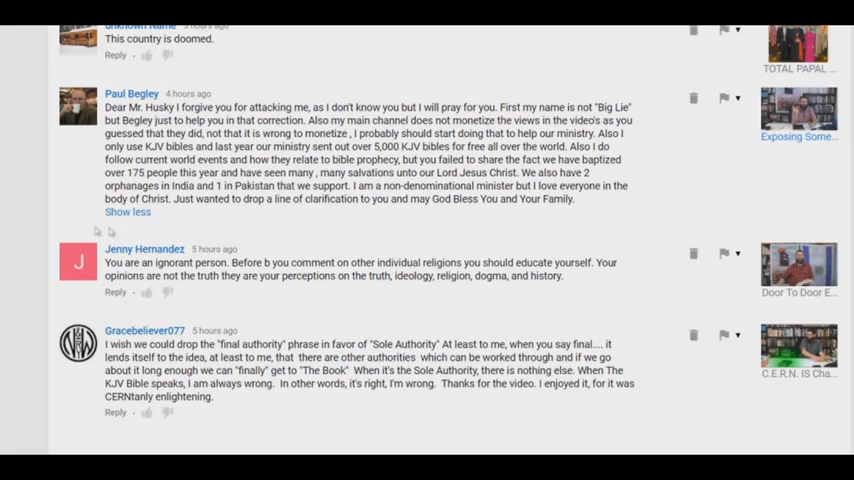 unknown Name 5 hours ago
This country is doomed.
Reply
TOTAL PAPAL ...
Paul Begley 4 hours ago
Dear Mr. Husky I forgive you for attacking me, as I don't know you but I will pray for you. First my name is not "Big Lie"
but Begley just to help you in that correction. Also my main channel does not monetize the views in the video's as you
guessed that they did, not that it is wrong to monetize , I probably should start doing that to help our ministry. Also I
only use KJV bibles and last year our ministry sent out over 5,000 KJV bibles for free all over the world. Also I do
follow current world events and how they relate to bible prophecy, but you failed to share the fact we have baptized
over 175 people this year and have seen many , many salvations unto our Lord Jesus Christ. We also have 2
orphanages in India and 1 in Pakistan that we support. I am a non-denominational minister but I love everyone in the
body of Christ. Just wanted to drop a line of clarification to you and may God Bless You and Your Family.
Show less
Exposing Some...
Jenny Hernandez 5 hours ago
J
You are an ignorant person. Before b you comment on other individual religions you should educate yourself. Your
opinions are not the truth they are your perceptions on the truth, ideology, religion, dogma, and history.
Reply
Door To Door E...
Gracebeliever077 5 hours ago
I wish we could drop the "final authority" phrase in favor of "Sole Authority" At least to me, when you say final.... it
lends itself to the idea, at least to me, that there are other authorities which can be worked through and if we go
about it long enough we can "finally" get to "The Book" When it's the Sole Authority, there is nothing else. When The
KJV Bible speaks, I am always wrong. In other words, it's right, I'm wrong. Thanks for the video. I enjoyed it, for it was
CERNtanly enlightening.
Reply
C.E.R.N. IS Cha...